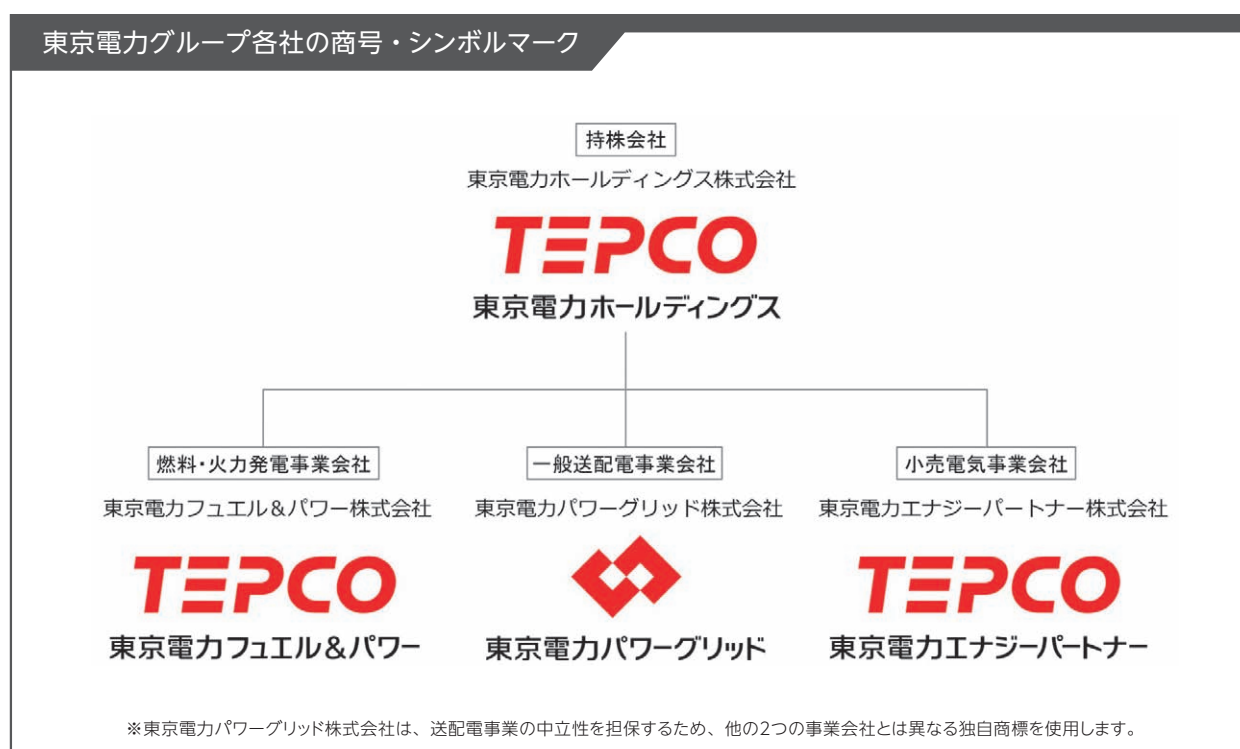 東京電力グループ各社の商号・シンボルマーク
持株会社
東京電力ホールディングス株式会社
TEPCO
東京電力ホールディングス
燃料・火力発電事業会社
東京電力フュエル&パワー株式会社
TEPCO
東京電力フュエル&パワー
一般送配電事業会社
東京電力パワーグリッド株式会社
東京電力パワーグリッド
小売電気事業会社
東京電力エナジーパートナー株式会社
TEPCO
東京電力エナジーパートナー
※東京電力パワーグリッド株式会社は、送配電事業の中立性を担保するため、他の2つの事業会社とは異なる独自商標を使用します。